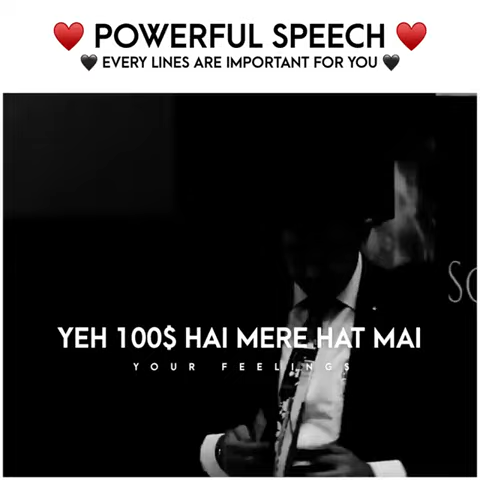 ❤️ POWERFUL SPEECH ❤️
🖤 EVERY LINES ARE IMPORTANT FOR YOU 🖤
YEH 100$ HAI MERE HAT MAI
YOUR FEELINGS